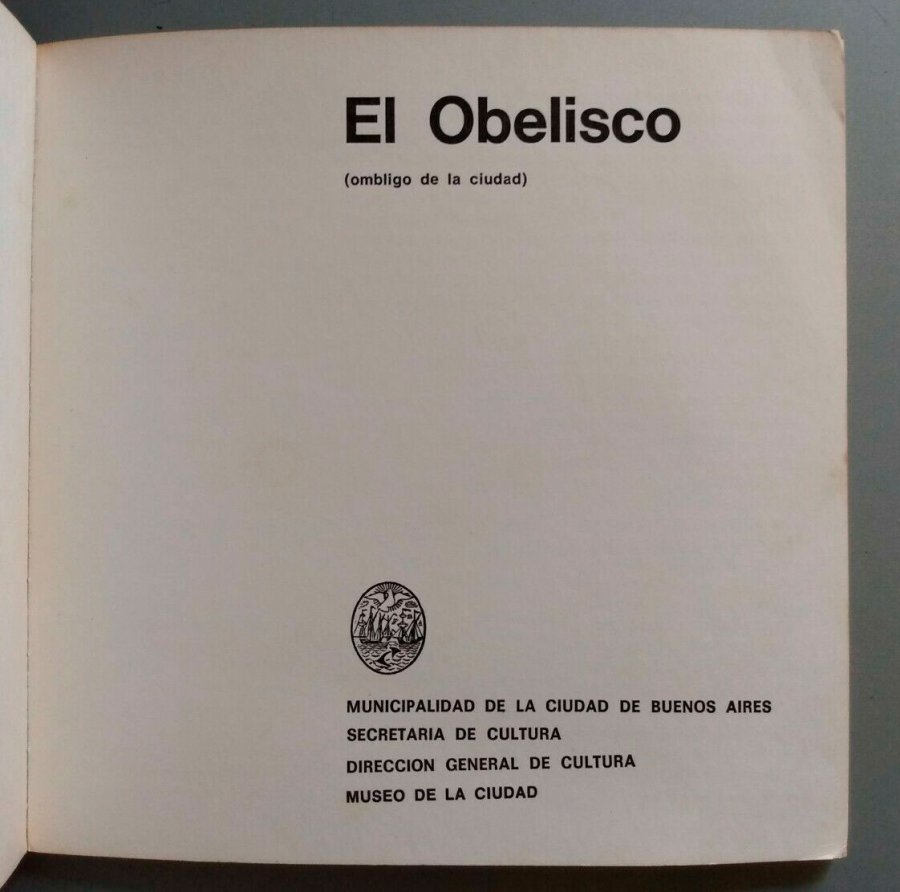 El Obelisco
(ombligo de la ciudad)
MUNICIPALIDAD DE LA CIUDAD DE BUENOS AIRES
SECRETARIA DE CULTURA
DIRECCION GENERAL DE CULTURA
MUSEO DE LA CIUDAD